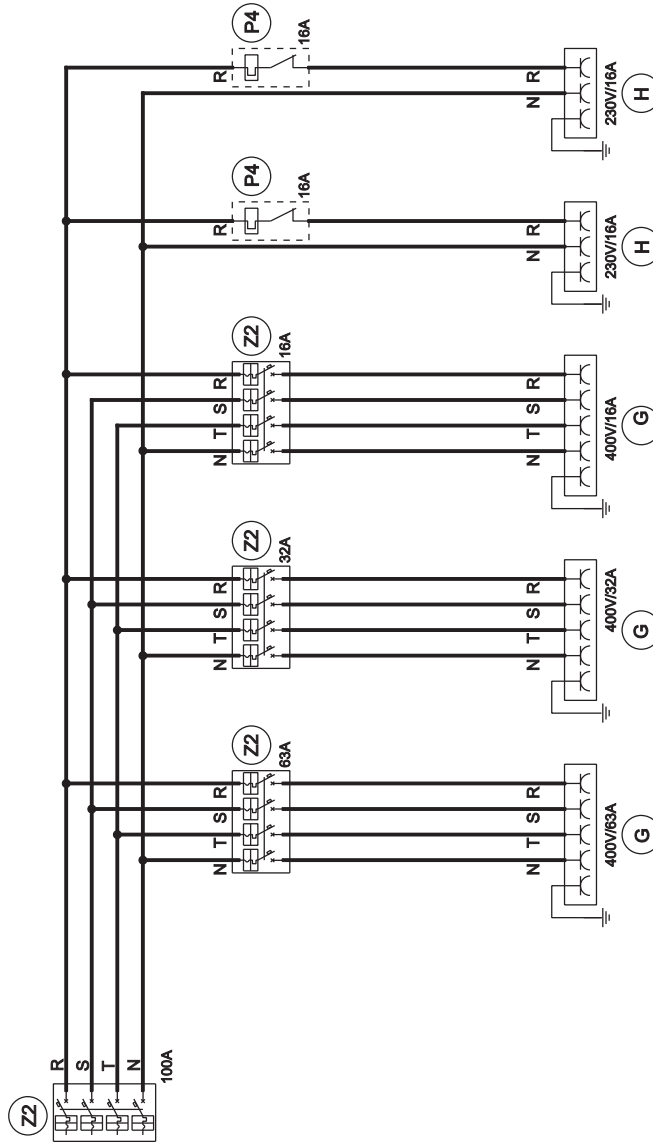 Z2
R
S
T
N
100A
N T S R
Z2
63A
N T S R
400V/63A
G
N T S R
Z2
32A
N T S R
400V/32A
G
N T S R
Z2
16A
N T S R
400V/16A
G
R
P4
16A
N R
230V/16A
H
R
P4
16A
N R
230V/16A
H